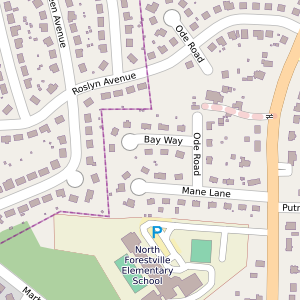 Ode Road
Roslyn Avenue
Bay Way
Ode Road
Mane Lane
P
North
Forestville
Elementary
School